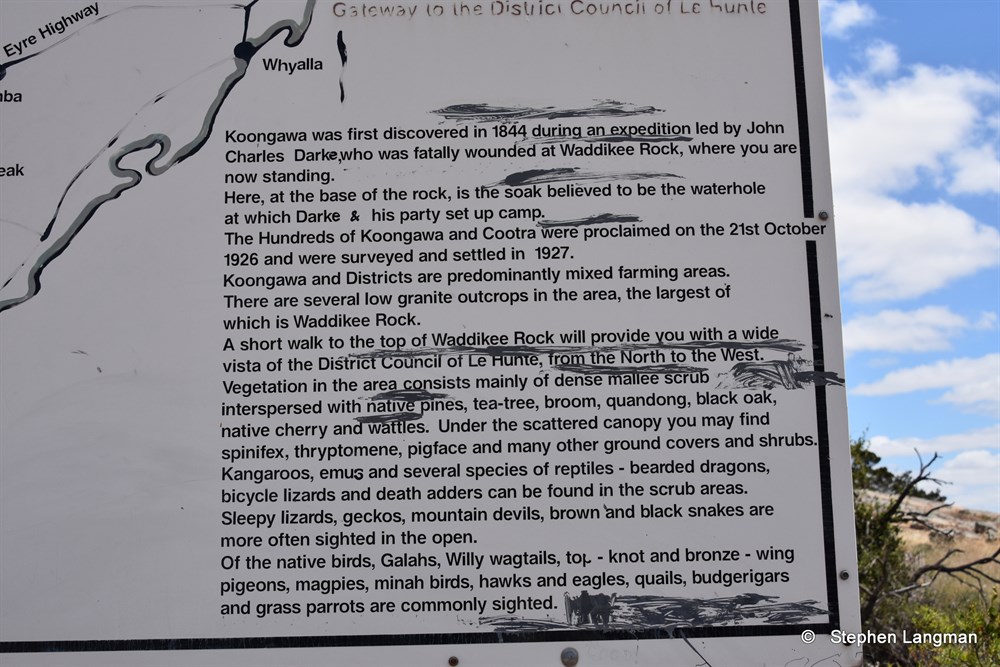 Gateway to the District Council of Le Hunte
Eyre Highway
Whyalla
mba
eak
Koongawa was first discovered in 1844 during an expedition led by John
Charles Darke,who was fatally wounded at Waddikee Rock, where you are
now standing.
Here, at the base of the rock, is the soak believed to be the waterhole
at which Darke & his party set up camp.
The Hundreds of Koongawa and Cootra were proclaimed on the 21st October
1926 and were surveyed and settled in 1927.
Koongawa and Districts are predominantly mixed farming areas.
There are several low granite outcrops in the area, the largest of
which is Waddikee Rock.
A short walk to the top of Waddikee Rock will provide you with a wide
vista of the District Council of Le Hunte, from the North to the West.
Vegetation in the area consists mainly of dense mallee scrub
interspersed with native pines, tea-tree, broom, quandong, black oak,
native cherry and wattles. Under the scattered canopy you may find
spinifex, thryptomene, pigface and many other ground covers and shrubs.
Kangaroos, emus and several species of reptiles - bearded dragons,
bicycle lizards and death adders can be found in the scrub areas.
Sleepy lizards, geckos, mountain devils, brown and black snakes are
more often sighted in the open.
Of the native birds, Galahs, Willy wagtails, top - knot and bronze - wing
pigeons, magpies, minah birds, hawks and eagles, quails, budgerigars
and grass parrots are commonly sighted.
© Stephen Langman